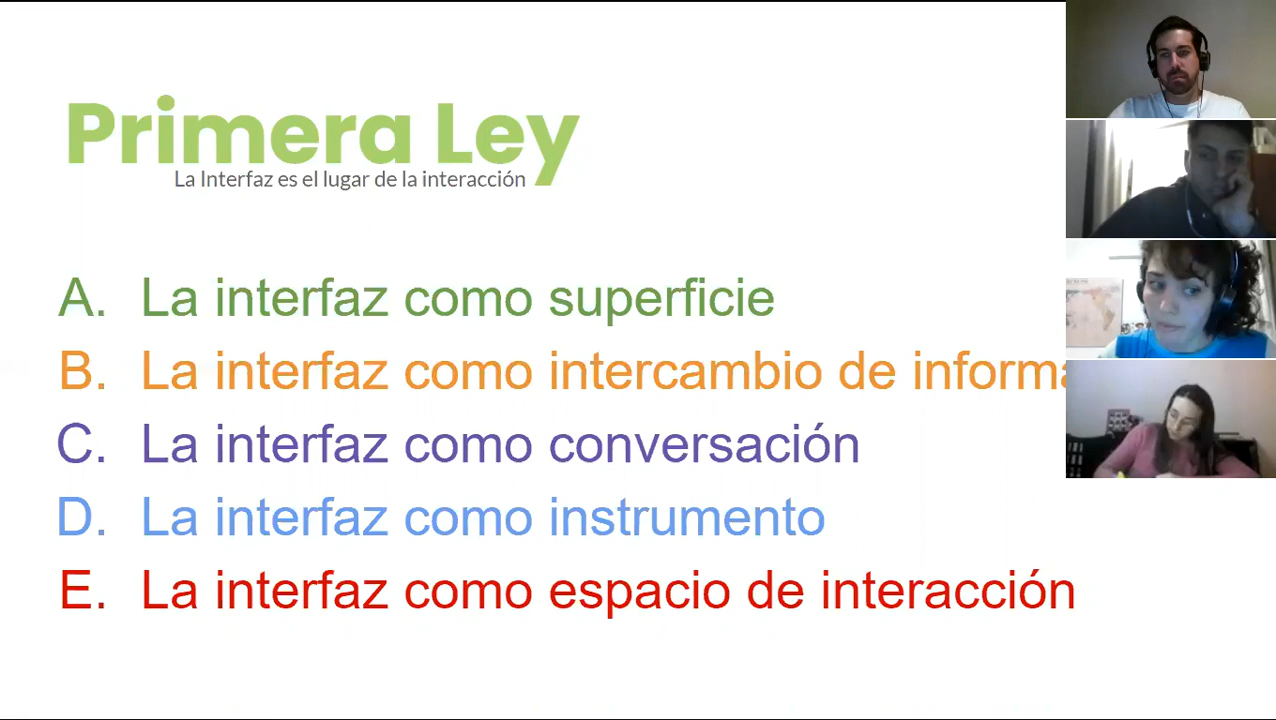 Primera Ley
La Interfaz es el lugar de la interacción
A. La interfaz como superficie
B. La interfaz como intercambio de
C. La interfaz como conversación
D. La interfaz como instrumento
E. La interfaz como espacio de interacción